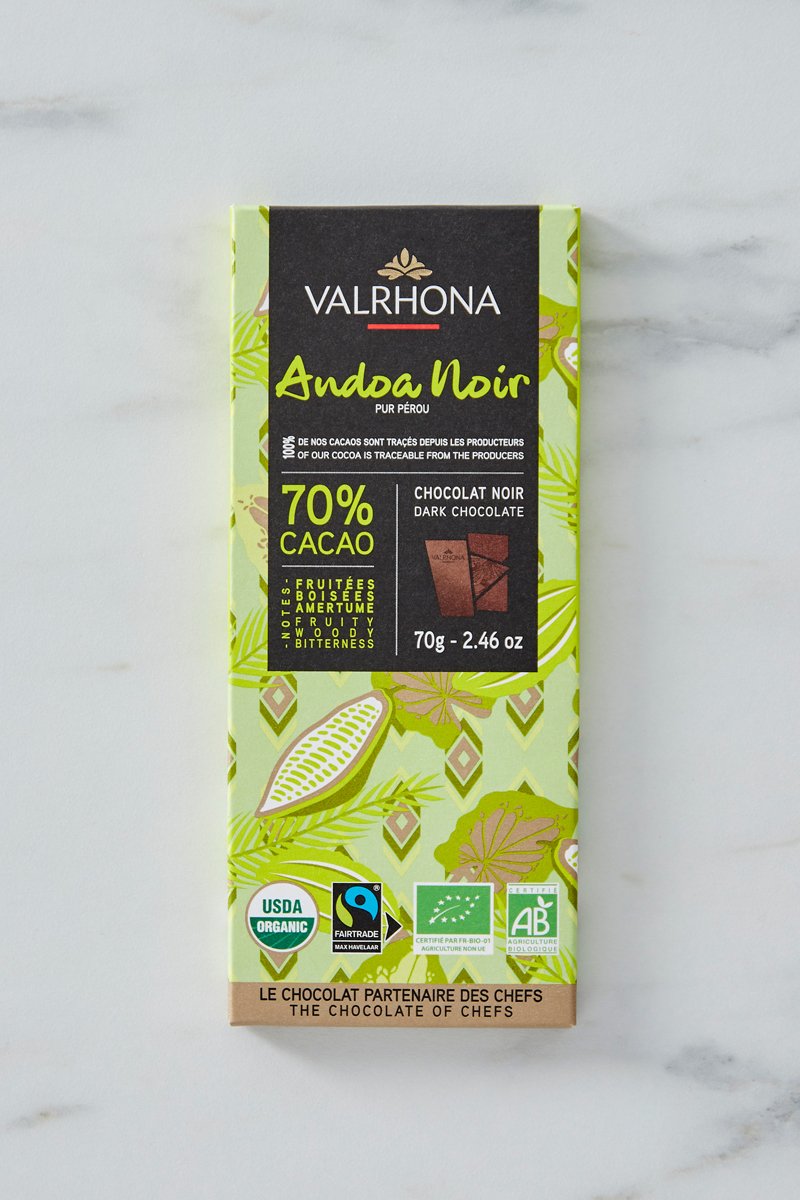 VALRHONA
Andoa Noir
PUR PÉROU
100% DE NOS CACAOS SONT TRAÇÉS DEPUIS LES PRODUCTEURS
OF OUR COCOA IS TRACEABLE FROM THE PRODUCERS
70%
CACAO
-NOTES-
FRUITÉES
BOISÉES
AMERTUME
FRUITY
WOODY
BITTERNESS
CHOCOLAT NOIR
DARK CHOCOLATE
VALRHONA
70g - 2.46 oz
USDA
ORGANIC
®
FAIRTRADE
MAX HAVELAAR
CERTIFIÉ PAR FR-BIO-01
AGRICULTURE NON UE
CERTIFIÉ
AB
AGRICULTURE
BIOLOGIQUE
LE CHOCOLAT PARTENAIRE DES CHEFS
THE CHOCOLATE OF CHEFS